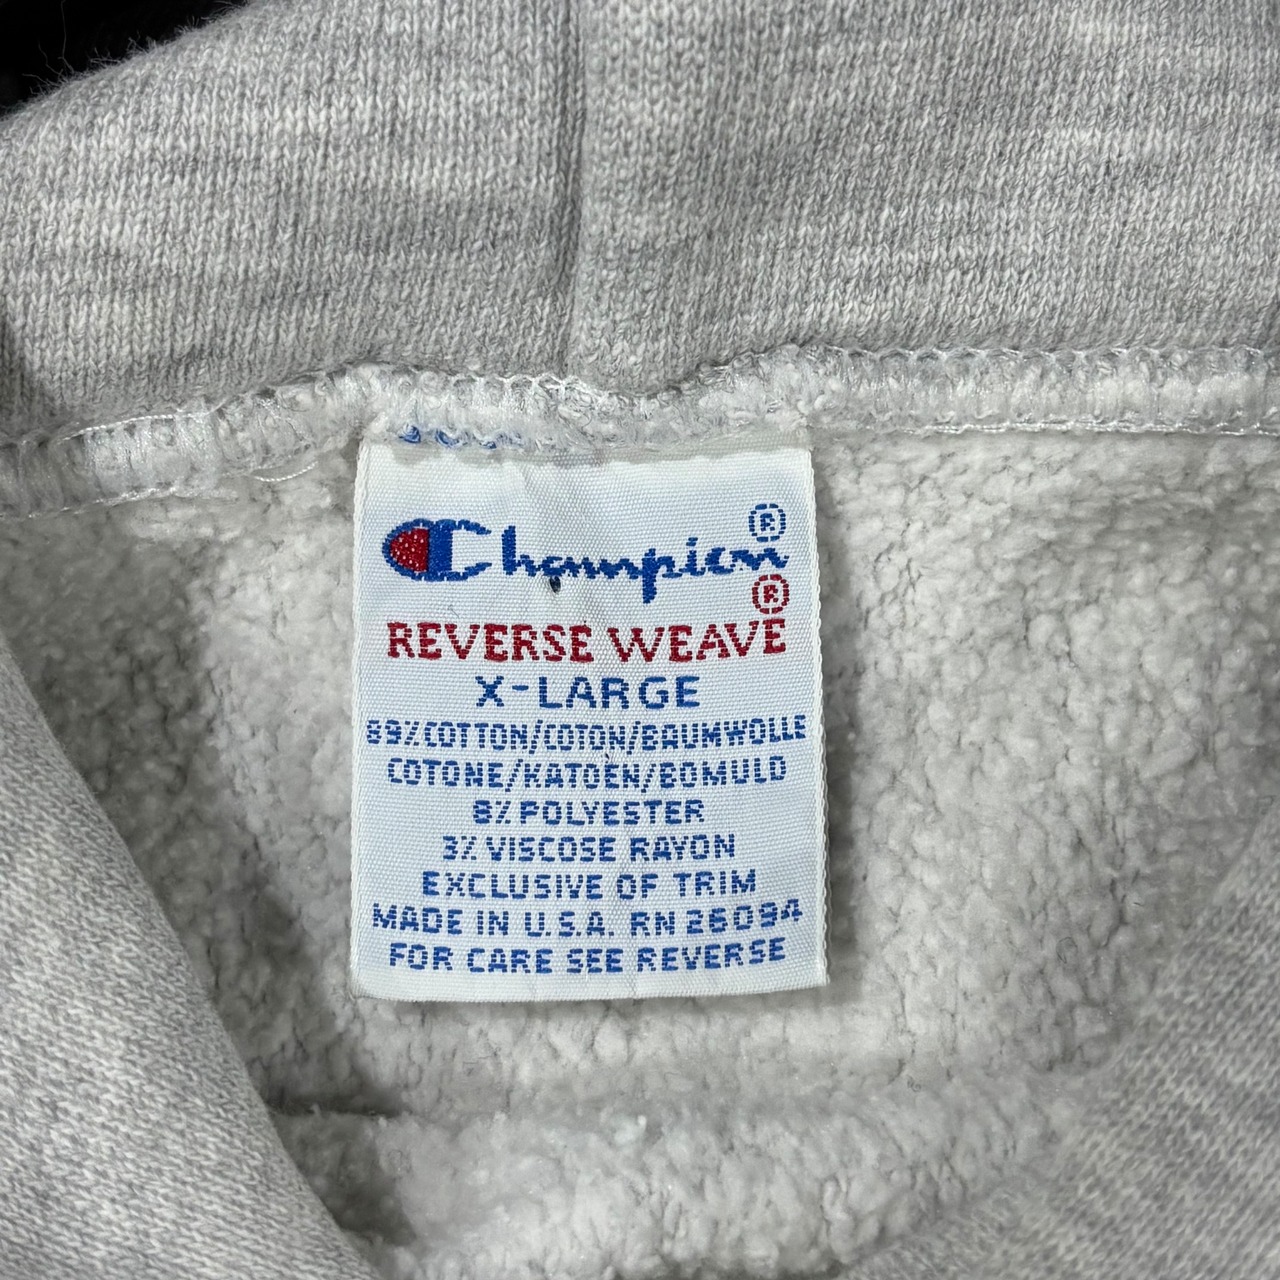 Champion®
REVERSE WEAVE®
X-LARGE
89% COTTON/COTON/BAUMWOLLE
COTONE/KATOEN/BOMULD
8% POLYESTER
3% VISCOSE RAYON
EXCLUSIVE OF TRIM
MADE IN U.S.A. RN 26094
FOR CARE SEE REVERSE